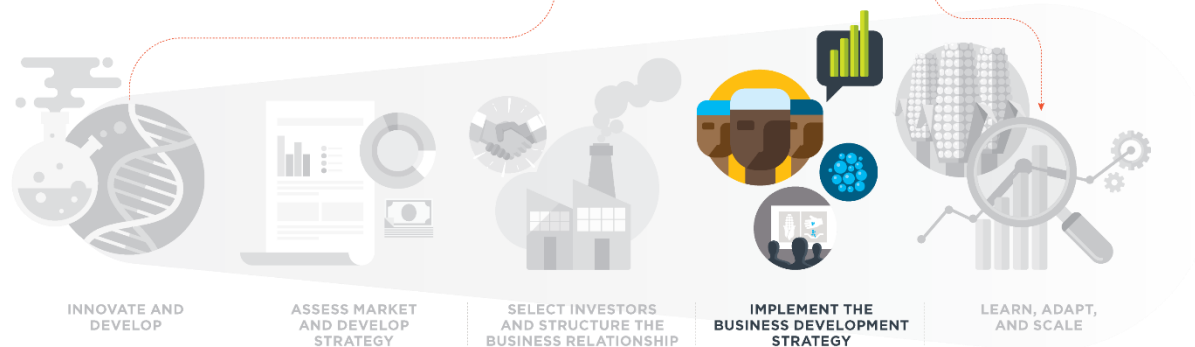 INNOVATE AND
DEVELOP
ASSESS MARKET
AND DEVELOP
STRATEGY
SELECT INVESTORS
AND STRUCTURE THE
BUSINESS RELATIONSHIP
IMPLEMENT THE
BUSINESS DEVELOPMENT
STRATEGY
LEARN, ADAPT,
AND SCALE